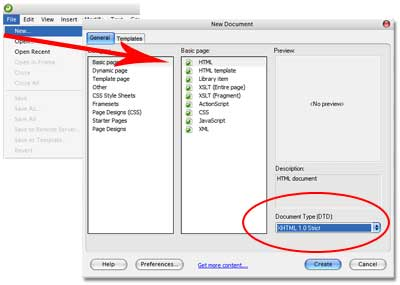 File Edit View Insert Modify Text
New...
Open...
Open Recent
Open in Frame
Close
Close All
Save
Save As...
Save All
Save to Remote Server...
Save as Template...
Revert
New Document
General Templates
Category:
Basic page
Dynamic page
Template page
Other
CSS Style Sheets
Framesets
Page Designs (CSS)
Starter Pages
Page Designs
Basic page:
HTML
HTML template
Library item
XSLT (Entire page)
XSLT (Fragment)
ActionScript
CSS
JavaScript
XML
Preview:
<No preview>
Description:
HTML document
Document Type (DTD):
XHTML 1.0 Strict
Help Preferences... Get more content... Create Cancel